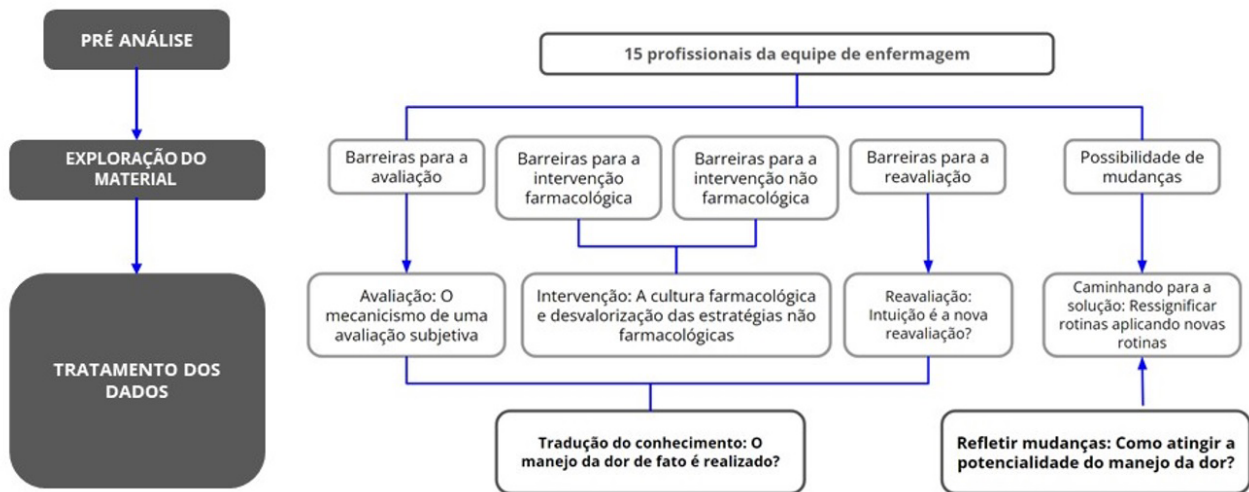 PRÉ ANÁLISE
15 profissionais da equipe de enfermagem
EXPLORAÇÃO DO
MATERIAL
Barreiras para a
avaliação
Barreiras para a
intervenção
farmacológica
Barreiras para a
intervenção não
farmacológica
Barreiras para a
reavaliação
Possibilidade de
mudanças
TRATAMENTO DOS
DADOS
Avaliação: O
mecanicismo de uma
avaliação subjetiva
Intervenção: A cultura farmacológica
e desvalorização das estratégias não
farmacológicas
Reavaliação:
Intuição é a nova
reavaliação?
Caminhando para a
solução: Ressignificar
rotinas aplicando novas
rotinas
Tradução do conhecimento: O
manejo da dor de fato é realizado?
Refletir mudanças: Como atingir a
potencialidade do manejo da dor?